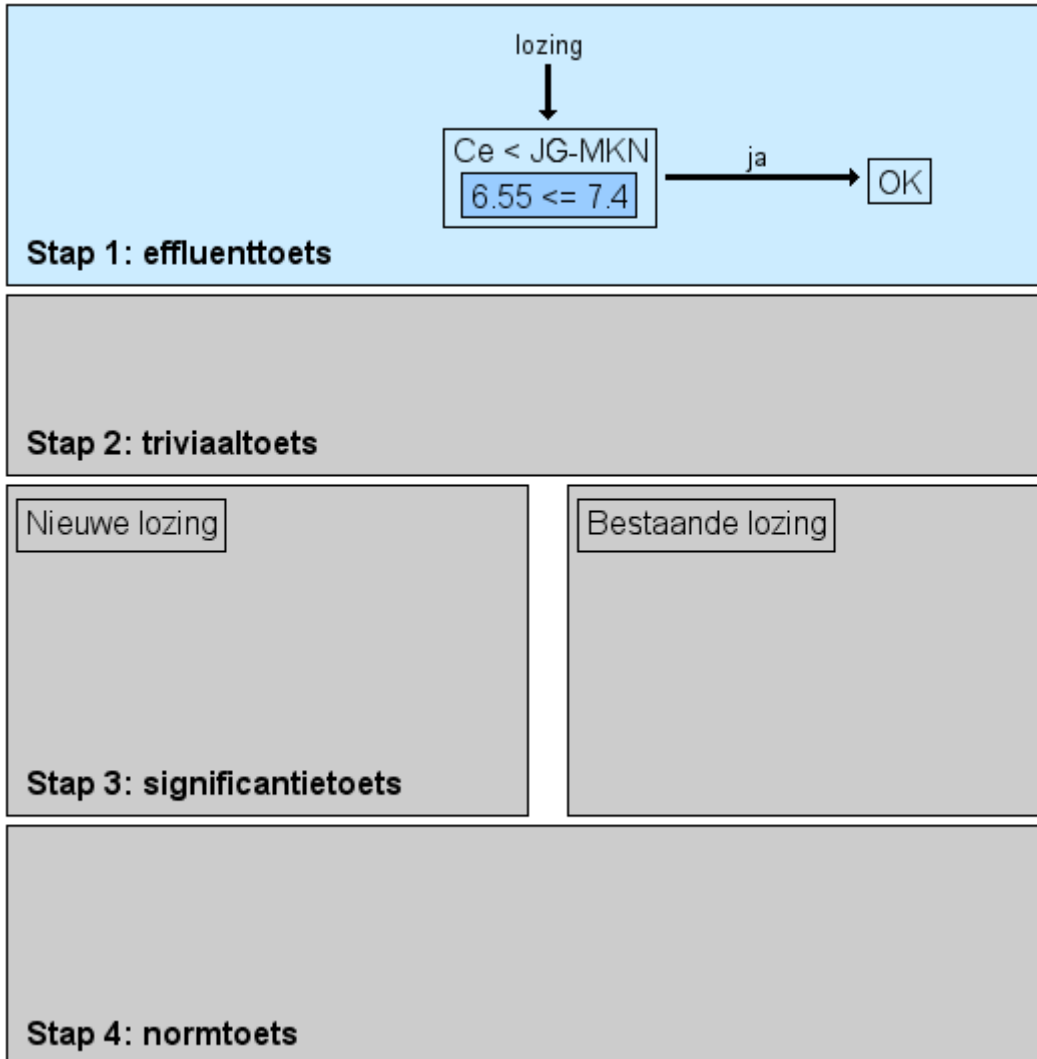 lozing
Ce < JG-MKN
6.55 <= 7.4
ja
OK
Stap 1: effluenttoets
Stap 2: triviaaltoets
Nieuwe lozing
Bestaande lozing
Stap 3: significantietoets
Stap 4: normtoets